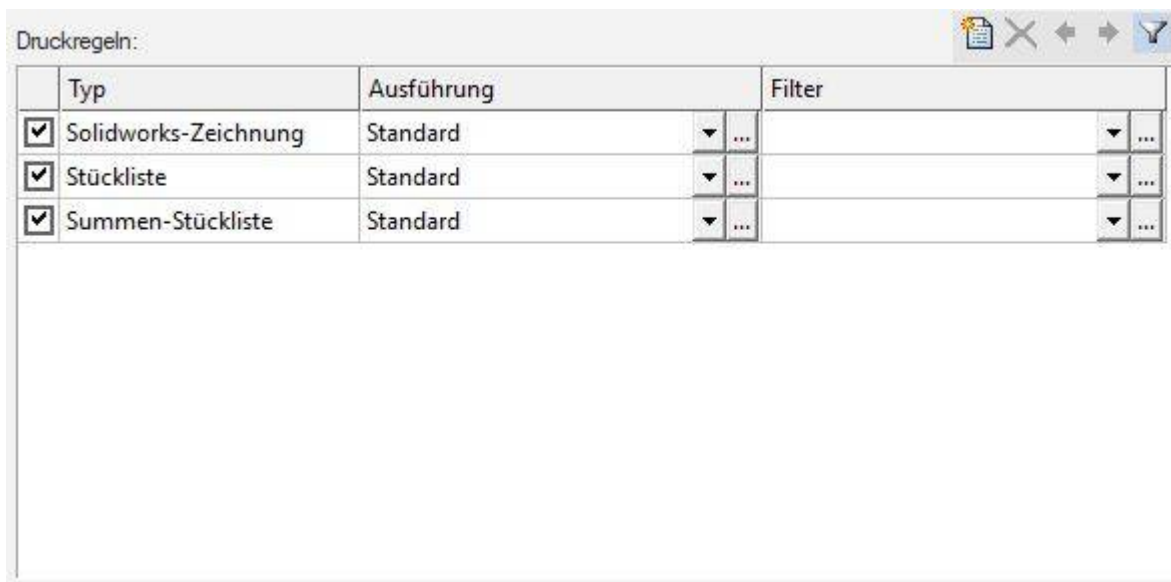 Druckregeln:
Typ Ausführung Filter
Solidworks-Zeichnung Standard ...  ...
Stückliste Standard ... ...
Summen-Stückliste Standard ... ...